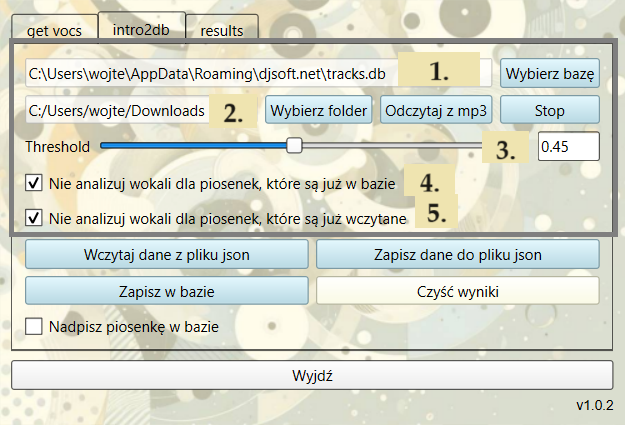 get vocs intro2db results
C:\Users\wojte\AppData\Roaming\djsoft.net\tracks.db 1. Wybierz bazę
C:/Users/wojte/Downloads 2. Wybierz folder Odczytaj z mp3 Stop
Threshold 3. 0.45
Nie analizuj wokali dla piosenek, które są już w bazie 4.
Nie analizuj wokali dla piosenek, które są już wczytane 5.
Wczytaj dane z pliku json Zapisz dane do pliku json
Zapisz w bazie Czyść wyniki
Nadpisz piosenkę w bazie
Wyjdź
v1.0.2